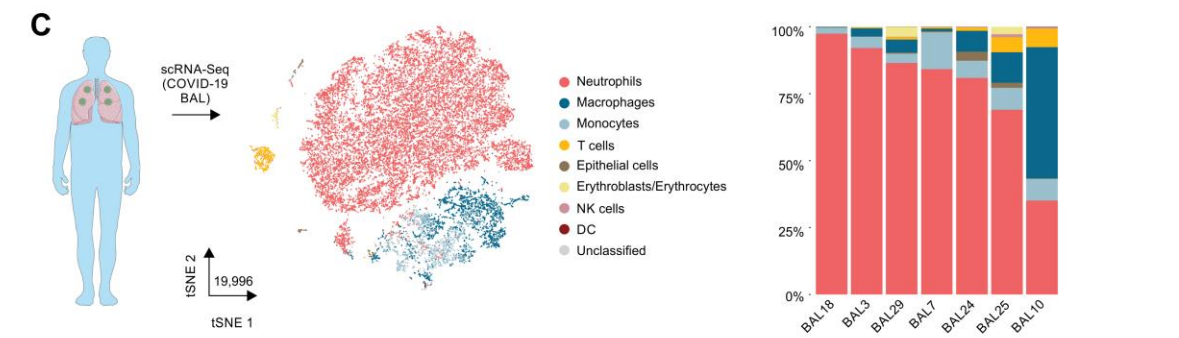 C
scRNA-Seq
(COVID-19
BAL)
tSNE 2
19,996
tSNE 1
Neutrophils
Macrophages
Monocytes
T cells
Epithelial cells
Erythroblasts/Erythrocytes
NK cells
DC
Unclassified
100%
75%
50%
25%
0%
BAL18
BAL3
BAL29
BAL7
BAL24
BAL25
BAL10